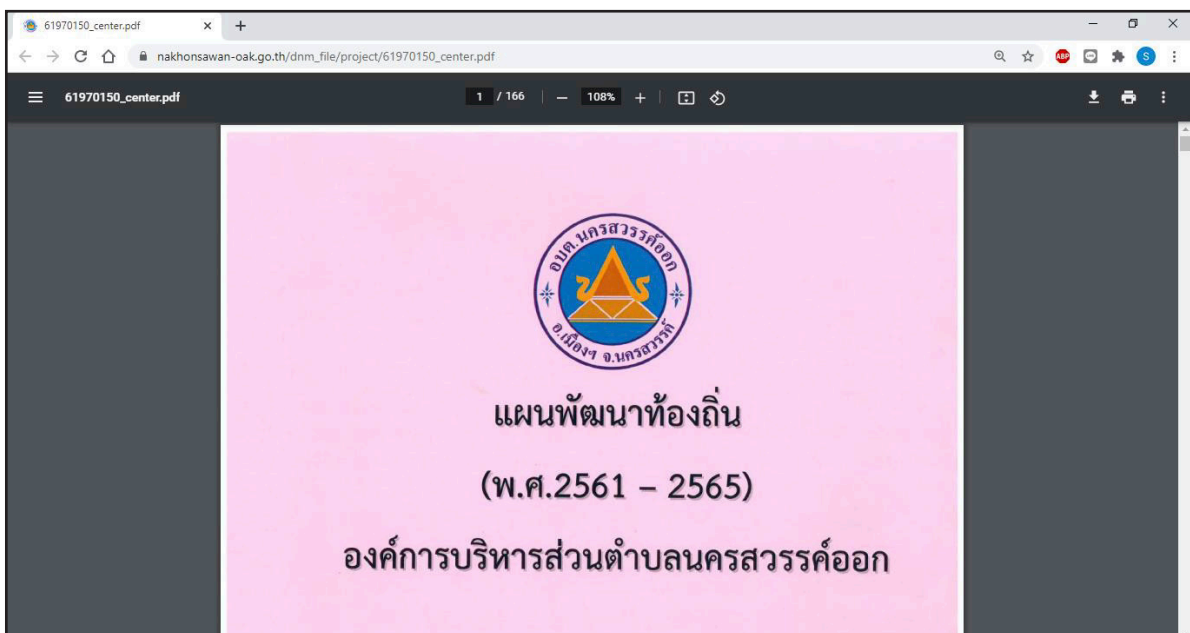 61970150_center.pdf
nakhonsawan-oak.go.th/dnm_file/project/61970150_center.pdf
ABP
S
61970150_center.pdf
1 / 166
108%
อบต.นครสวรรค์ออก
อ.เมืองฯ จ.นครสวรรค์
แผนพัฒนาท้องถิ่น
(พ.ศ.2561 – 2565)
องค์การบริหารส่วนตำบลนครสวรรค์ออก